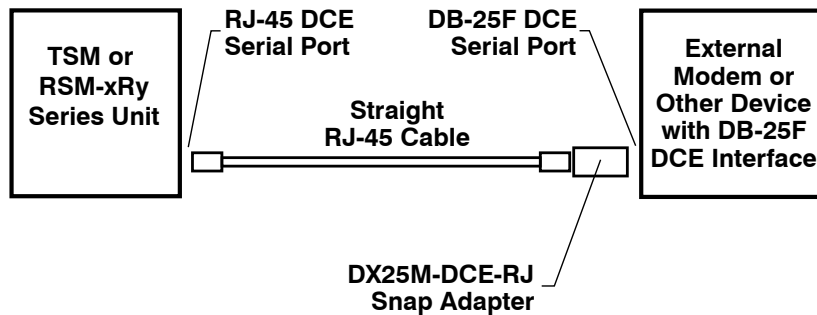 TSM or
RSM-xRy
Series Unit
RJ-45 DCE
Serial Port
DB-25F DCE
Serial Port
External
Modem or
Other Device
with DB-25F
DCE Interface
Straight
RJ-45 Cable
DX25M-DCE-RJ
Snap Adapter